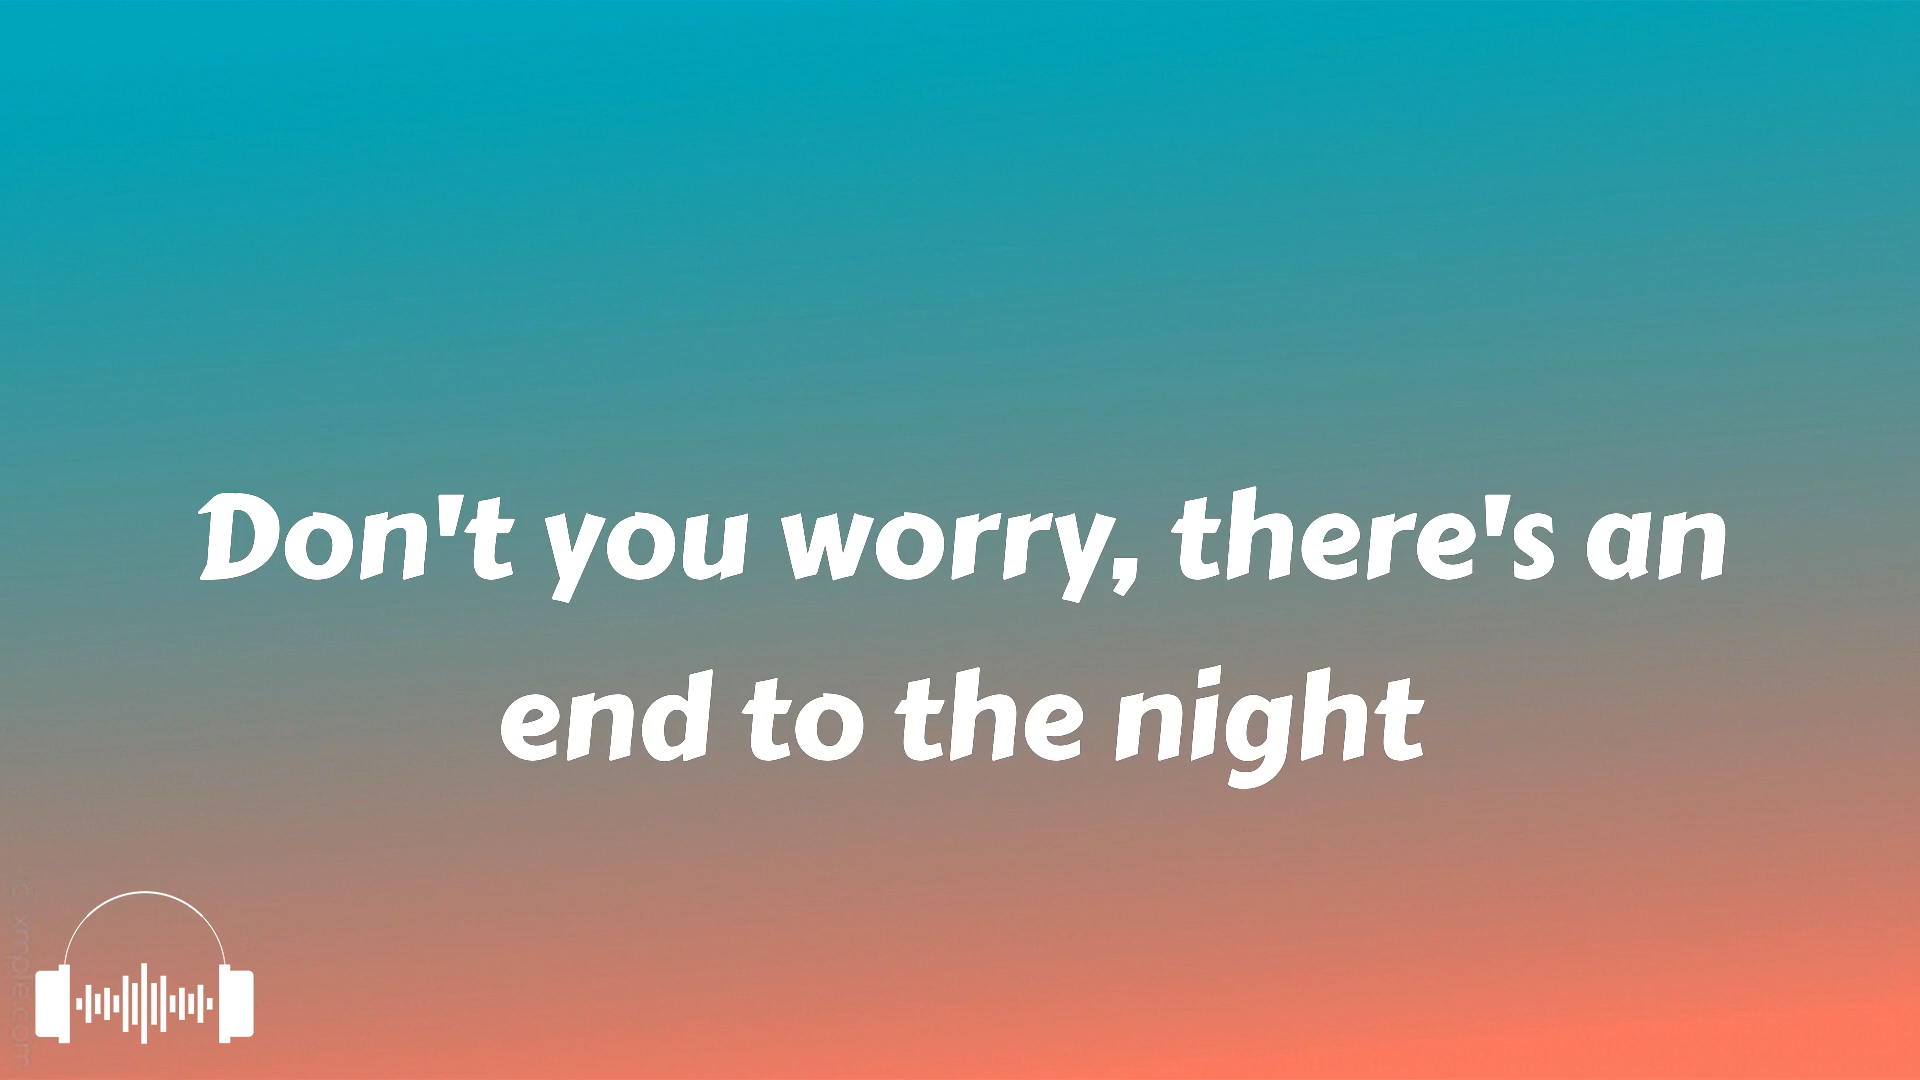 Don't you worry, there's an
end to the night